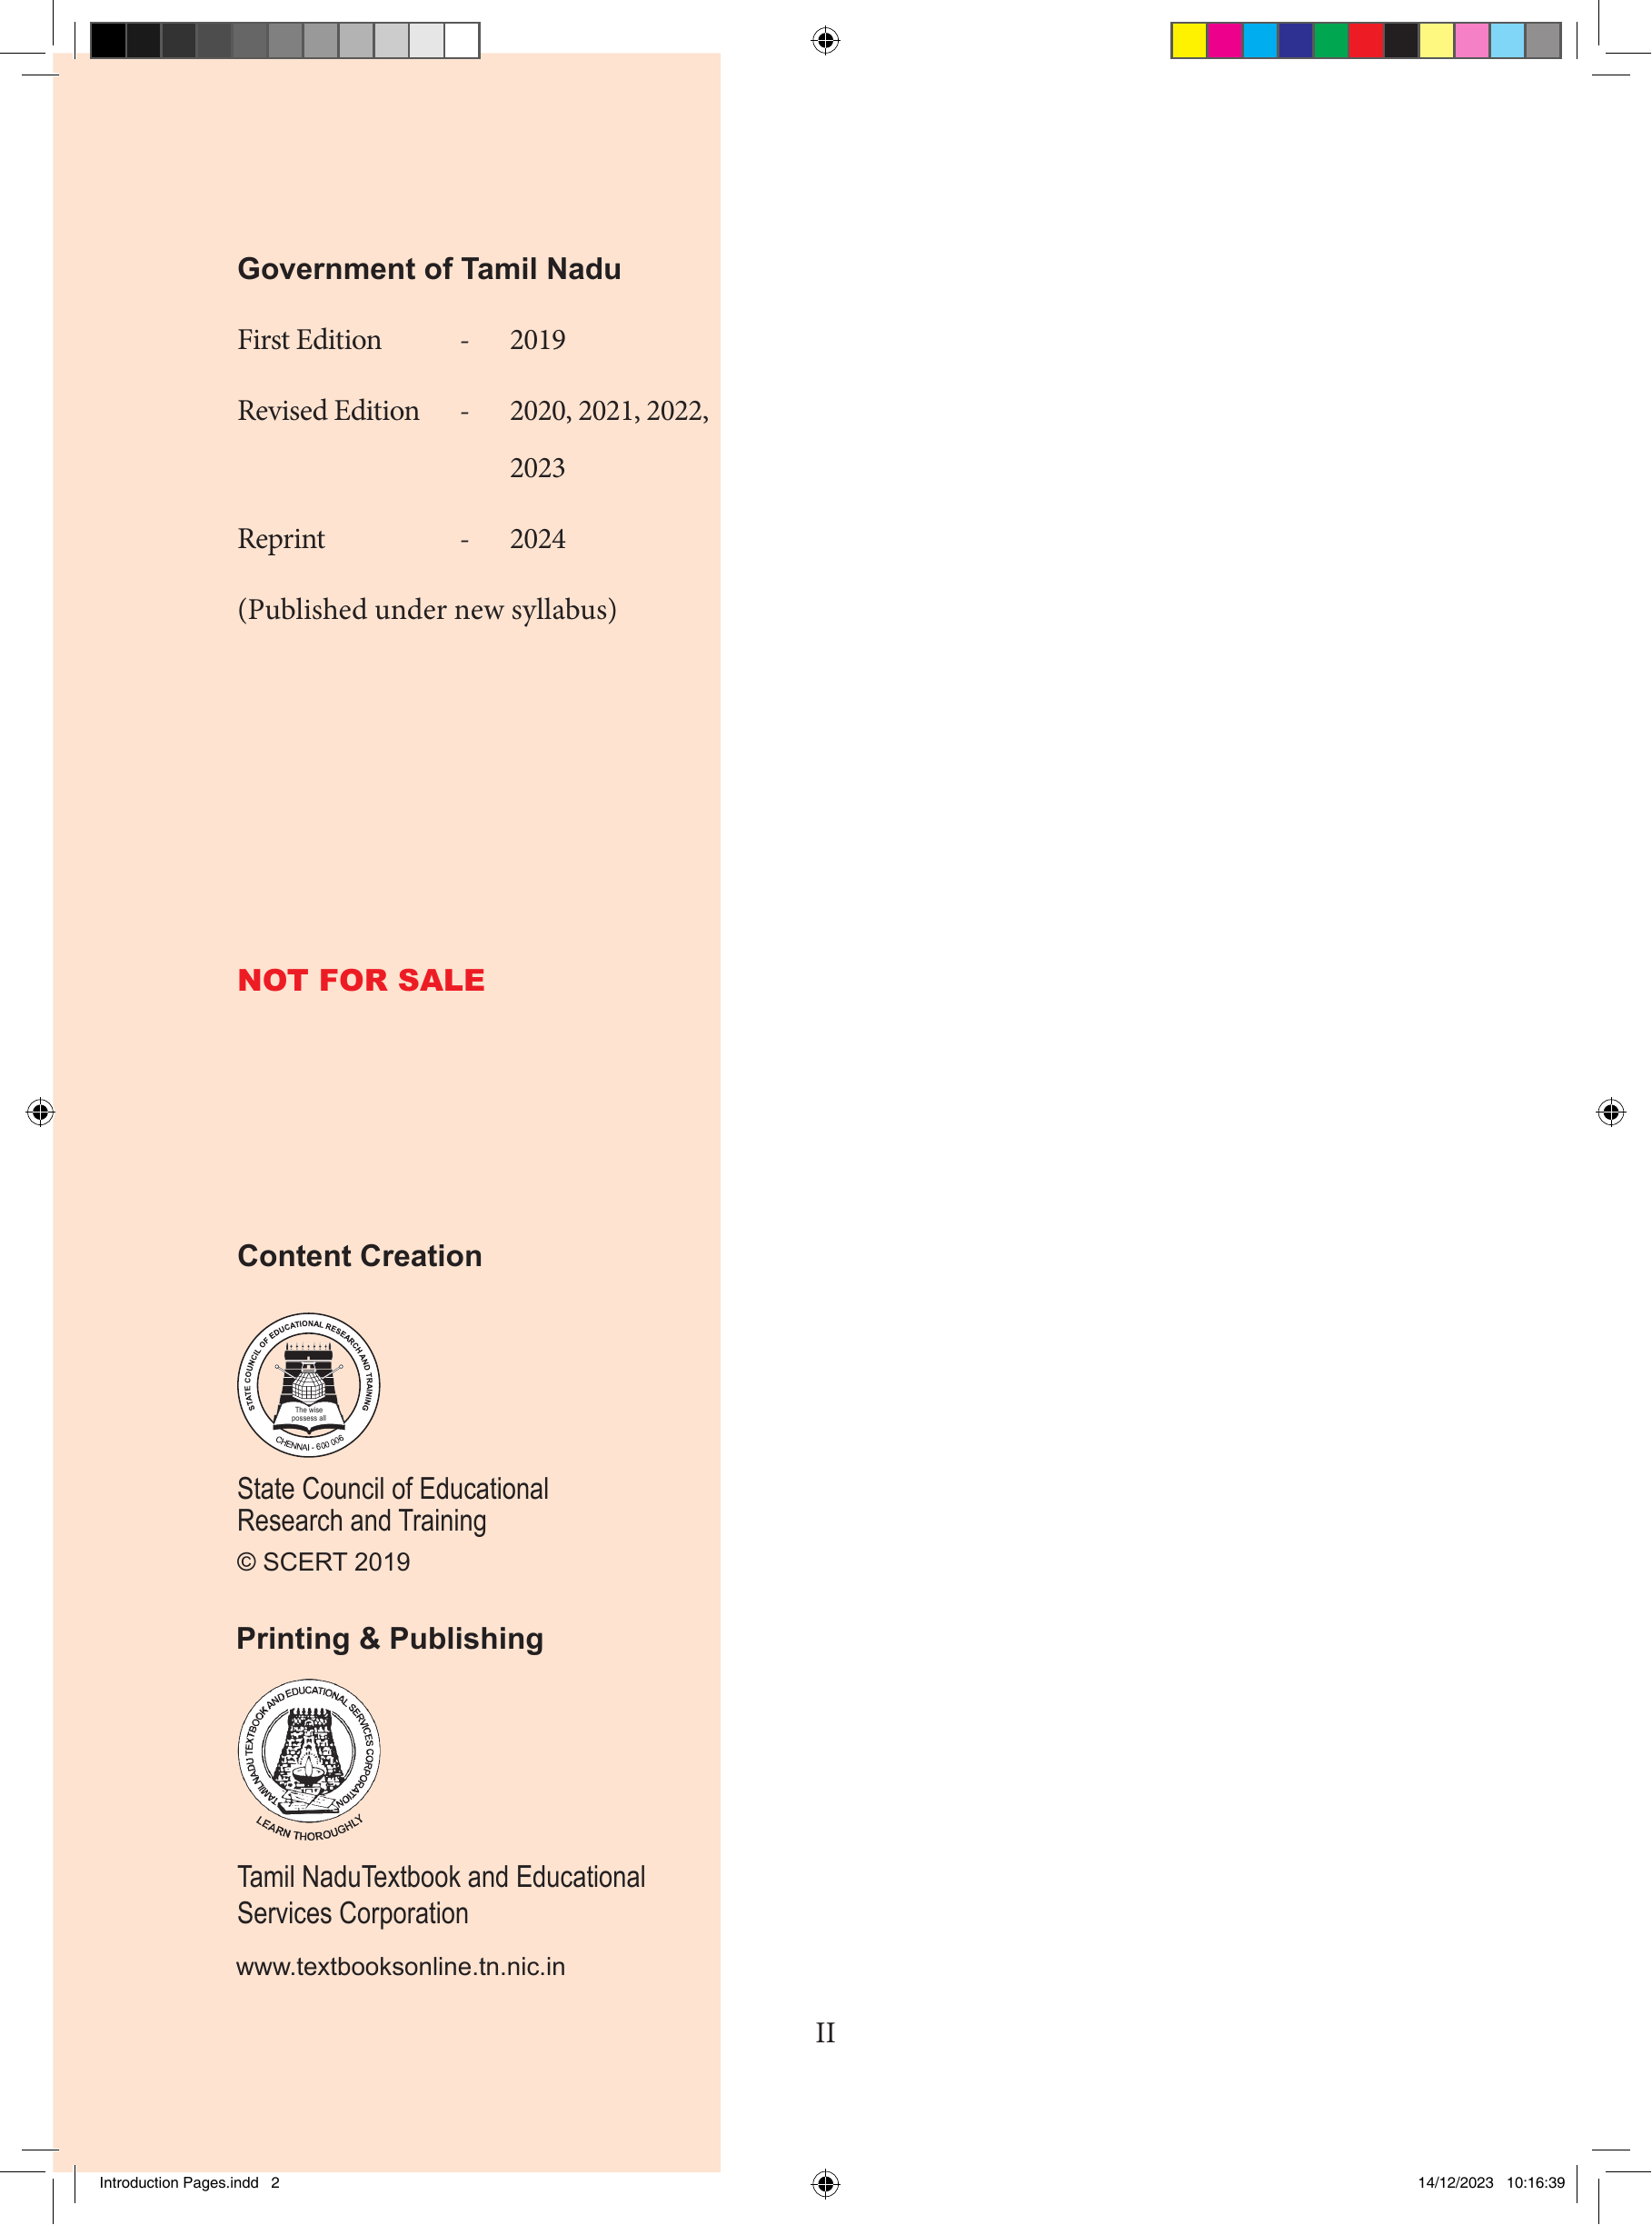 Government of Tamil Nadu
First Edition - 2019
Revised Edition - 2020, 2021, 2022,
2023
Reprint - 2024
(Published under new syllabus)
NOT FOR SALE
Content Creation
STATE COUNCIL OF EDUCATIONAL RESEARCH AND TRAINING
The wise
possess all
CHENNAI - 600 006
State Council of Educational
Research and Training
© SCERT 2019
Printing & Publishing
TAMILNADU TEXTBOOK AND EDUCATIONAL SERVICES CORPORATION
LEARN THOROUGHLY
Tamil NaduTextbook and Educational
Services Corporation
www.textbooksonline.tn.nic.in
II
Introduction Pages.indd 2
14/12/2023 10:16:39